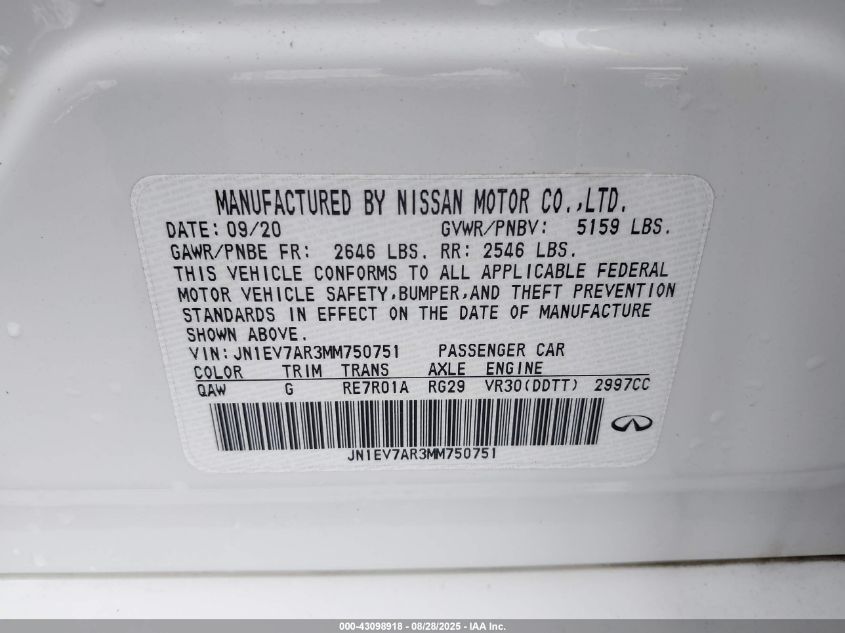 MANUFACTURED BY NISSAN MOTOR CO.,LTD.
DATE: 09/20 GVWR/PNBV: 5159 LBS.
GAWR/PNBE FR: 2646 LBS. RR: 2546 LBS.
THIS VEHICLE CONFORMS TO ALL APPLICABLE FEDERAL
MOTOR VEHICLE SAFETY,BUMPER,AND THEFT PREVENTION
STANDARDS IN EFFECT ON THE DATE OF MANUFACTURE
SHOWN ABOVE.
VIN: JN1EV7AR3MM750751 PASSENGER CAR
COLOR TRIM TRANS AXLE ENGINE
QAW G RE7R01A RG29 VR30(DDTT) 2997CC
JN1EV7AR3MM750751
000-43098918 - 08/28/2025 - IAA Inc.